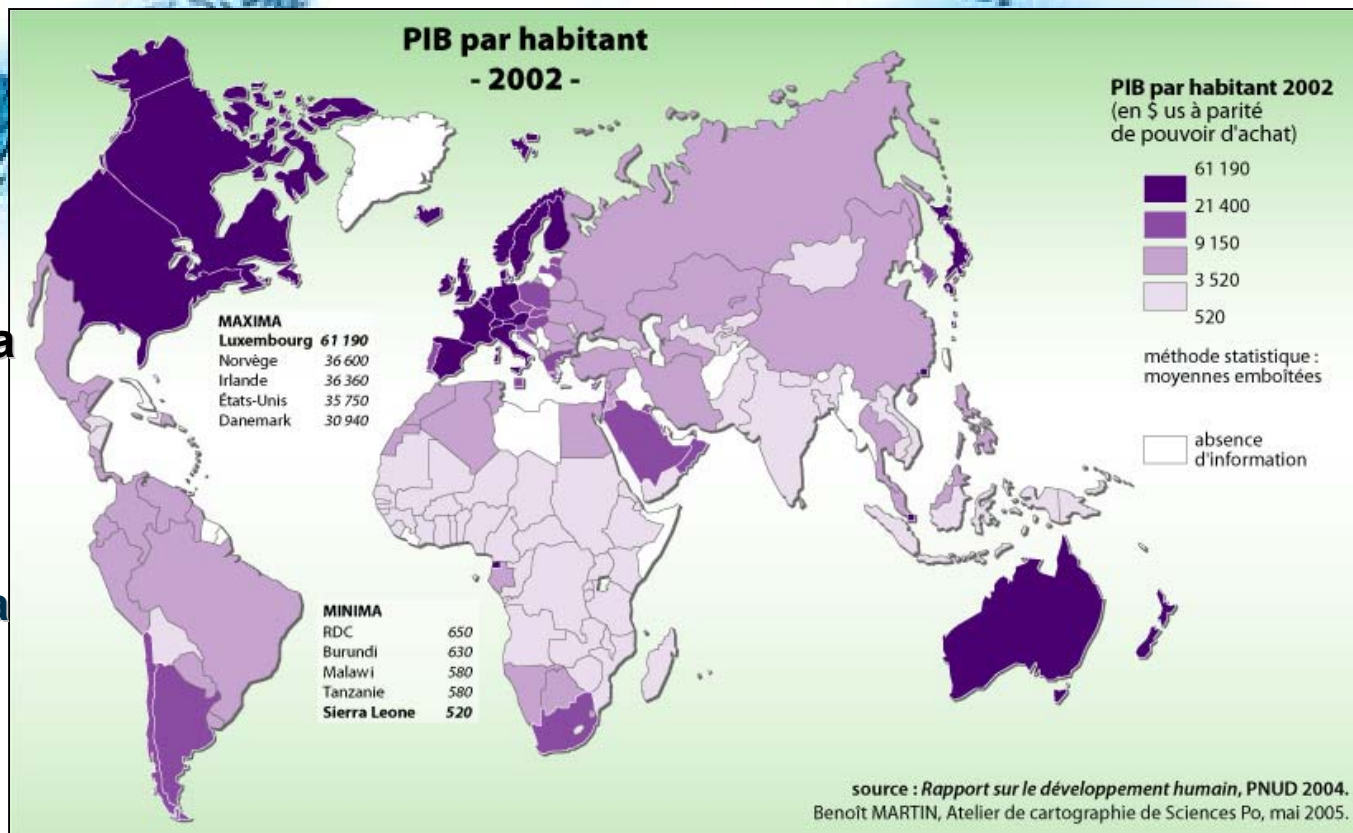 PIB par habitant
- 2002 -
PIB par habitant 2002
(en $ us à parité
de pouvoir d'achat)
61 190
21 400
9 150
3 520
520
méthode statistique :
moyennes emboîtées
absence
d'information
MAXIMA
Luxembourg 61 190
Norvège 36 600
Irlande 36 360
États-Unis 35 750
Danemark 30 940
MINIMA
RDC 650
Burundi 630
Malawi 580
Tanzanie 580
Sierra Leone 520
source : Rapport sur le développement humain, PNUD 2004.
Benoît MARTIN, Atelier de cartographie de Sciences Po, mai 2005.
a
a